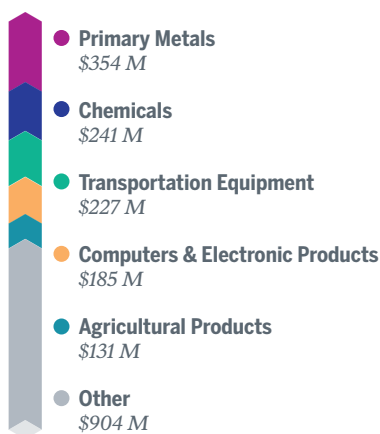 Primary Metals
$354 M
Chemicals
$241 M
Transportation Equipment
$227 M
Computers & Electronic Products
$185 M
Agricultural Products
$131 M
Other
$904 M